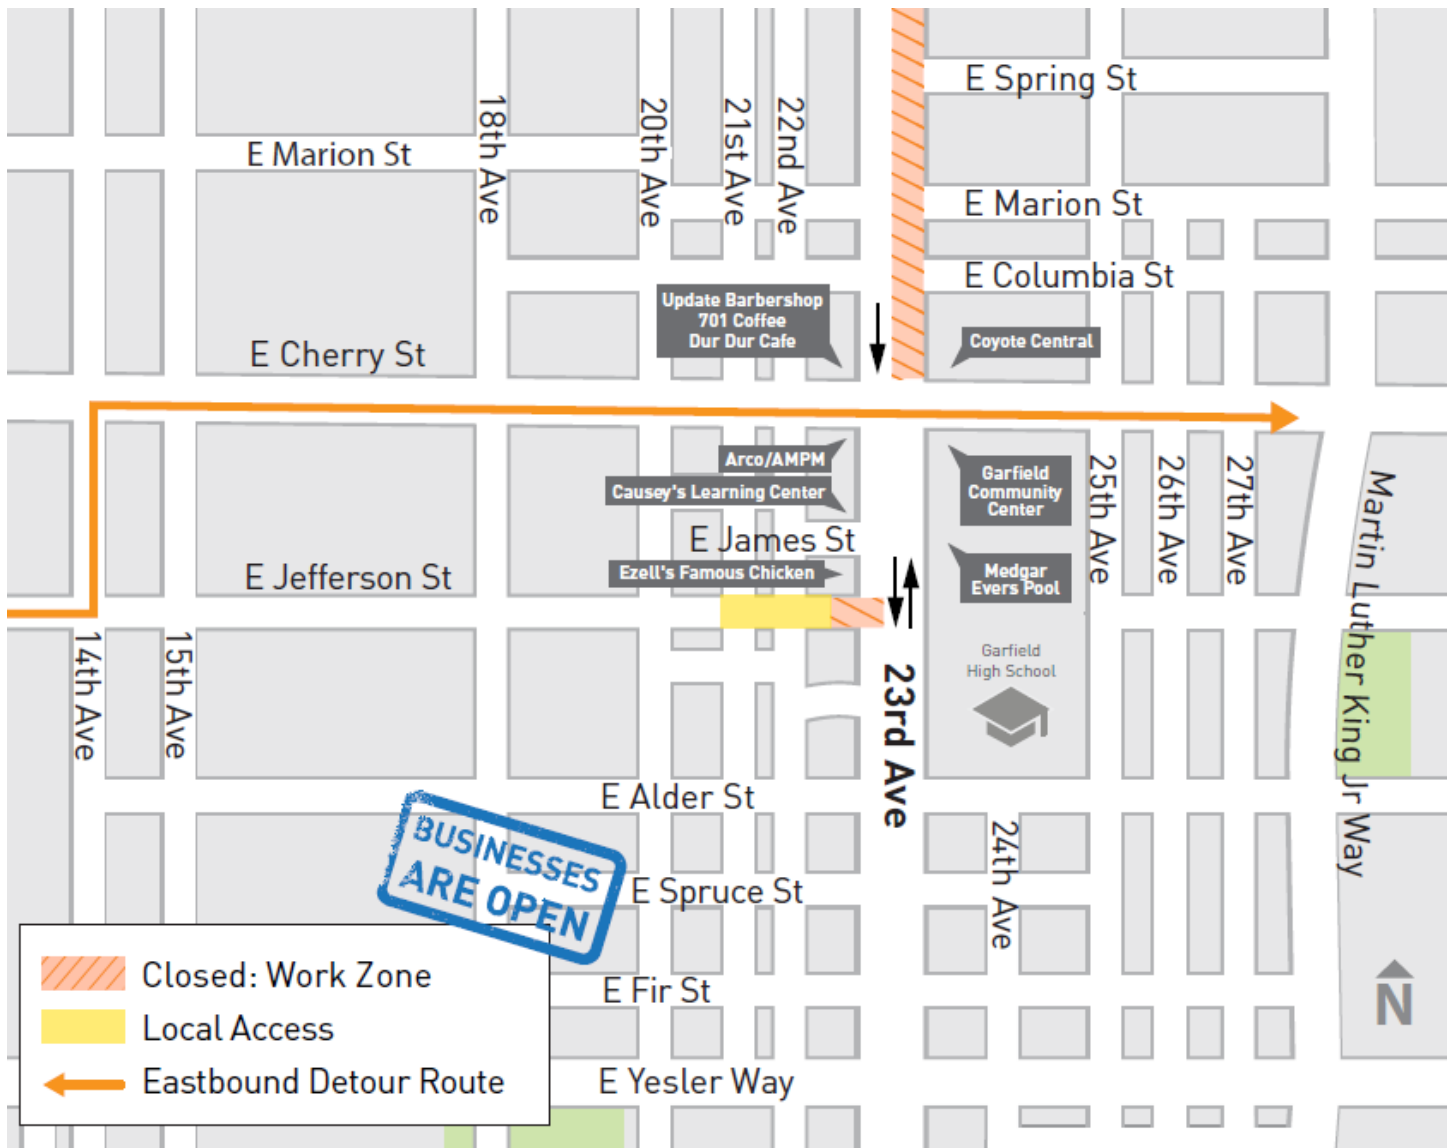 E Spring St
18th Ave
20th Ave
21st Ave
22nd Ave
E Marion St
E Marion St
E Columbia St
Update Barbershop
701 Coffee
Dur Dur Cafe
Coyote Central
E Cherry St
Arco/AMPM
Causey's Learning Center
Garfield
Community
Center
25th Ave
26th Ave
27th Ave
Martin Luther King Jr Way
E James St
Ezell's Famous Chicken
Medgar
Evers Pool
E Jefferson St
14th Ave
15th Ave
23rd Ave
Garfield
High School
E Alder St
BUSINESSES
ARE OPEN
24th Ave
E Spruce St
Closed: Work Zone
Local Access
Eastbound Detour Route
E Fir St
N
E Yesler Way